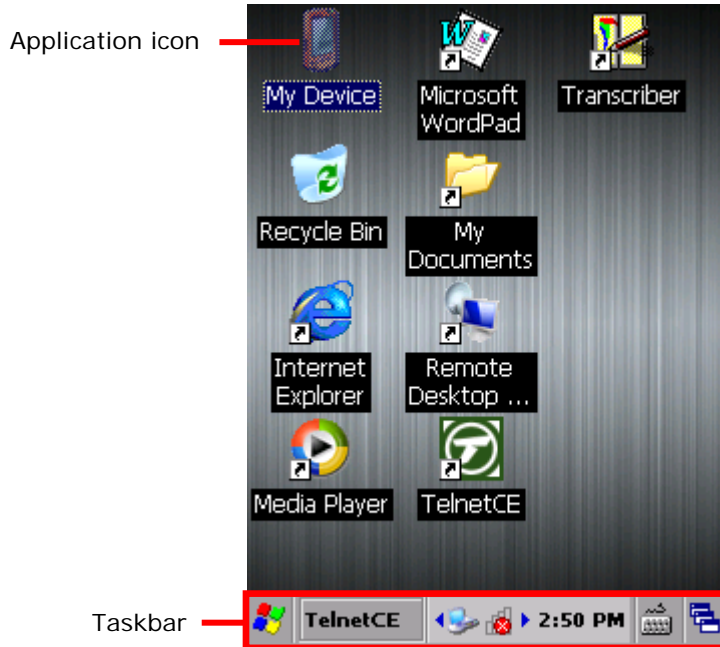 Application icon
My Device
Microsoft
WordPad
Transcriber
Recycle Bin
My
Documents
Internet
Explorer
Remote
Desktop ...
Media Player
TelnetCE
Taskbar
TelnetCE
2:50 PM